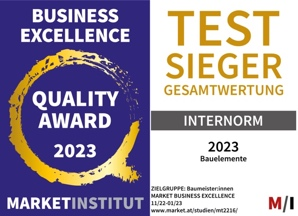 BUSINESS
EXCELLENCE
QUALITY
AWARD
2023
MARKETINSTITUT
TEST
SIEGER
GESAMTWERTUNG
INTERNORM
2023
Bauelemente
ZIELGRUPPE: Baumeister:innen
MARKET BUSINESS EXCELLENCE
11/22-01/23
www.market.at/studien/mt2216/
M/I